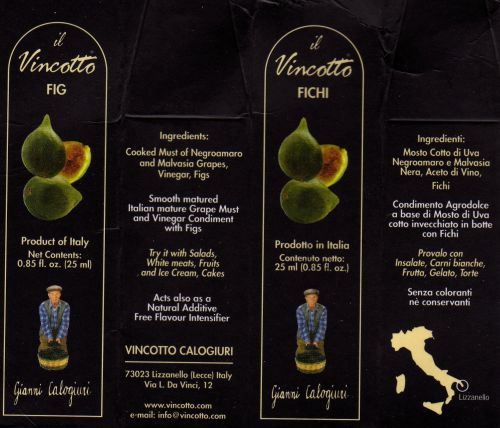 il
Vincotto®
FIG
Product of Italy
Net Contents:
0.85 fl. oz. (25 ml)
Gianni Calogiuri
Ingredients:
Cooked Must of Negroamaro
and Malvasia Grapes,
Vinegar, Figs
Smooth matured
Italian mature Grape Must
and Vinegar Condiment
with Figs
Try it with Salads,
White meats, Fruits
and Ice Cream, Cakes
Acts also as a
Natural Additive
Free Flavour Intensifier
VINCOTTO CALOGIURI
73023 Lizzanello (Lecce) Italy
Via L. Da Vinci, 12
www.vincotto.com
e-mail: info@vincotto.com
il
Vincotto®
FICHI
Prodotto in Italia
Contenuto netto:
25 ml (0.85 fl. oz.)
Gianni Calogiuri
Ingredienti:
Mosto Cotto di Uva
Negroamaro e Malvasia
Nera, Aceto di Vino,
Fichi
Condimento Agrodolce
a base di Mosto di Uva
cotto invecchiato in botte
con Fichi
Provalo con
Insalate, Carni bianche,
Frutta, Gelato, Torte
Senza coloranti
né conservanti
Lizzanello